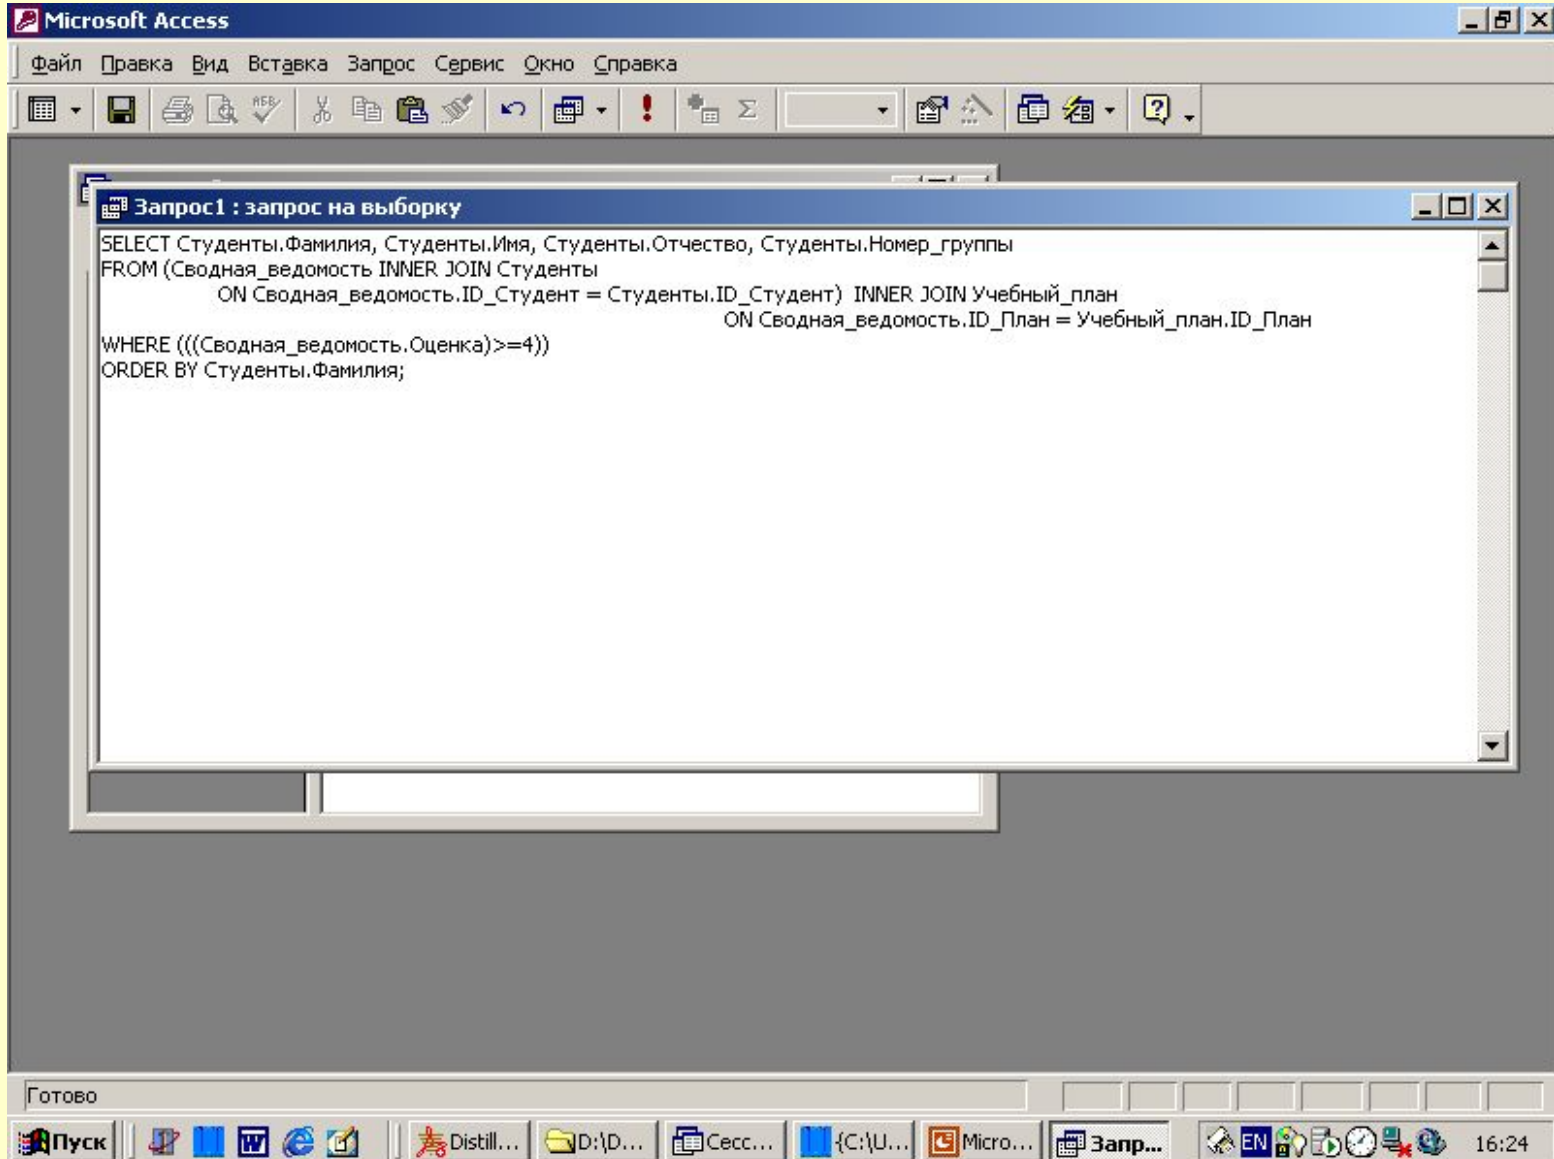 Microsoft Access
Файл Правка Вид Вставка Запрос Сервис Окно Справка
Запрос1 : запрос на выборку
SELECT Студенты.Фамилия, Студенты.Имя, Студенты.Отчество, Студенты.Номер_группы
FROM (Сводная_ведомость INNER JOIN Студенты
ON Сводная_ведомость.ID_Студент = Студенты.ID_Студент) INNER JOIN Учебный_план
ON Сводная_ведомость.ID_План = Учебный_план.ID_План
WHERE (((Сводная_ведомость.Оценка)>=4))
ORDER BY Студенты.Фамилия;
Готово
Пуск Distill... D:\D... Сесс... {C:\U... Micro... Запр... EN 16:24